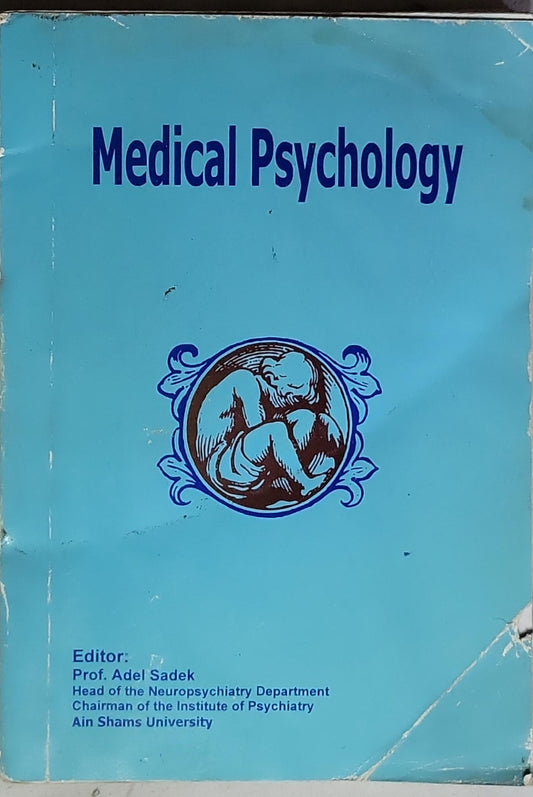 Medical Psychology
Editor:
Prof. Adel Sadek
Head of the Neuropsychiatry Department
Chairman of the Institute of Psychiatry
Ain Shams University